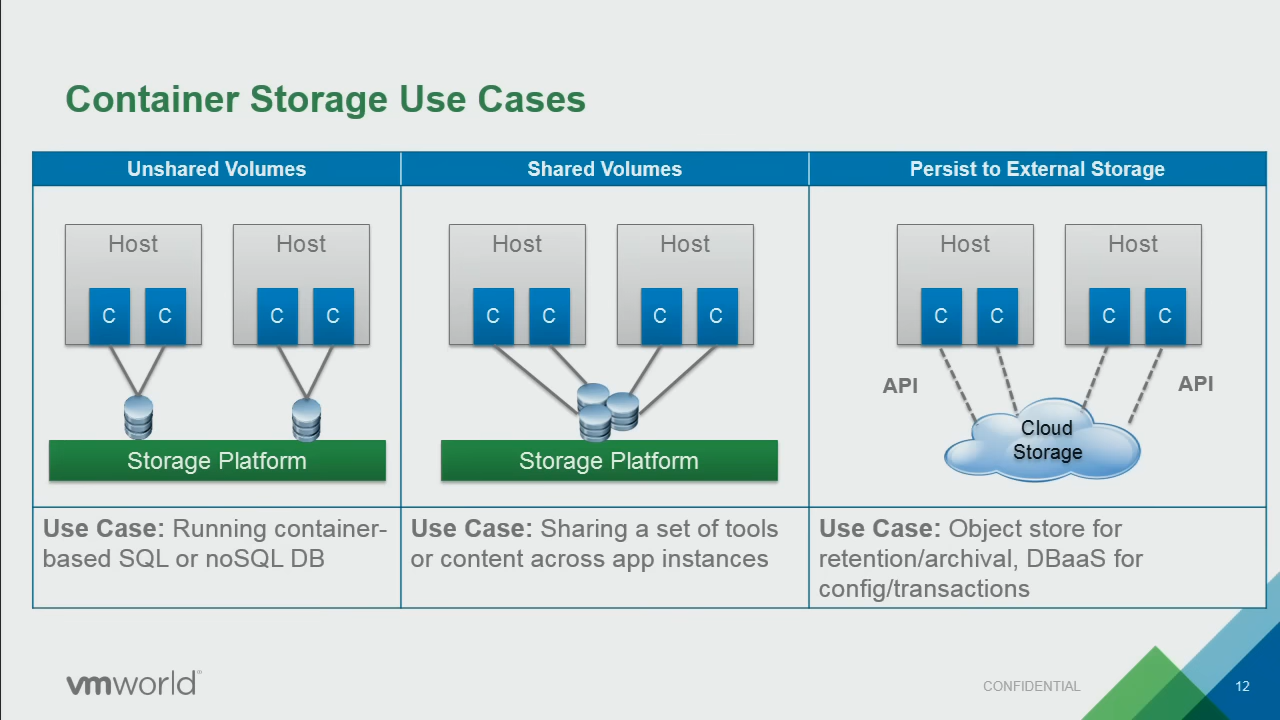 Container Storage Use Cases
Unshared Volumes
Shared Volumes
Persist to External Storage
Host
Host
C
C
C
C
Storage Platform
Host
Host
C
C
C
C
Storage Platform
Host
Host
C
C
C
C
API
API
Cloud
Storage
Use Case: Running container-
based SQL or noSQL DB
Use Case: Sharing a set of tools
or content across app instances
Use Case: Object store for
retention/archival, DBaaS for
config/transactions
vmworld®
CONFIDENTIAL
12